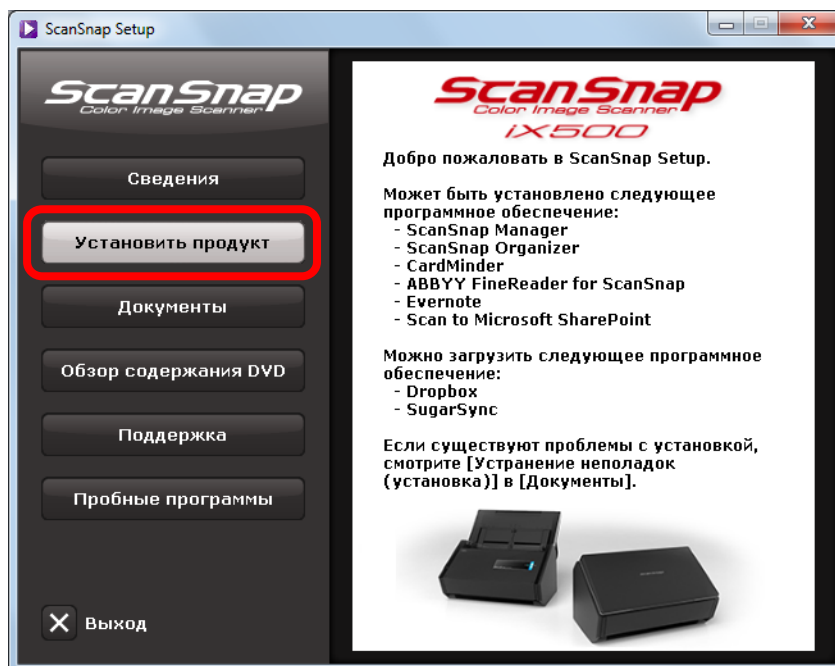 ScanSnap Setup
ScanSnap
Color Image Scanner
Сведения
Установить продукт
Документы
Обзор содержания DVD
Поддержка
Пробные программы
Выход
ScanSnap
Color Image Scanner
iX500
Добро пожаловать в ScanSnap Setup.
Может быть установлено следующее
программное обеспечение:
- ScanSnap Manager
- ScanSnap Organizer
- CardMinder
- ABBYY FineReader for ScanSnap
- Evernote
- Scan to Microsoft SharePoint
Можно загрузить следующее программное
обеспечение:
- Dropbox
- SugarSync
Если существуют проблемы с установкой,
смотрите [Устранение неполадок
(установка)] в [Документы].